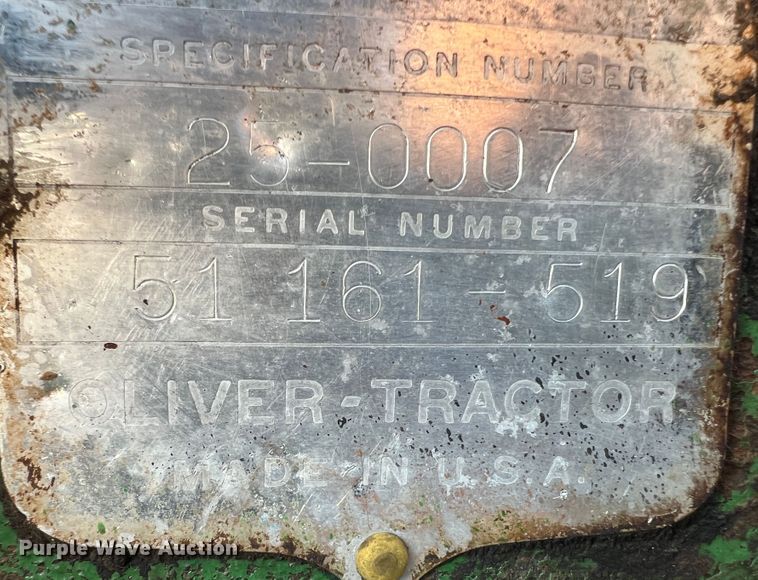 SPECIFICATION NUMBER
25-0007
SERIAL NUMBER
51 161-519
OLIVER-TRACTOR
MADE IN U.S.A.
Purple Wave Auction